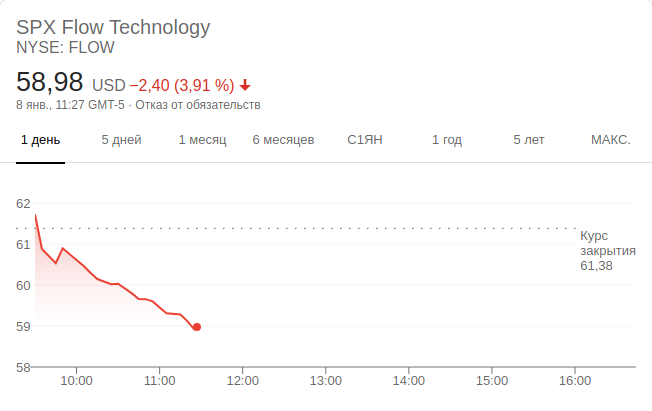 SPX Flow Technology
NYSE: FLOW
58,98 USD −2,40 (3,91 %)
8 янв., 11:27 GMT-5 · Отказ от обязательств
1 день 5 дней 1 месяц 6 месяцев С1ЯН 1 год 5 лет МАКС.
62
61
60
59
58
Курс
закрытия
61,38
10:00 11:00 12:00 13:00 14:00 15:00 16:00